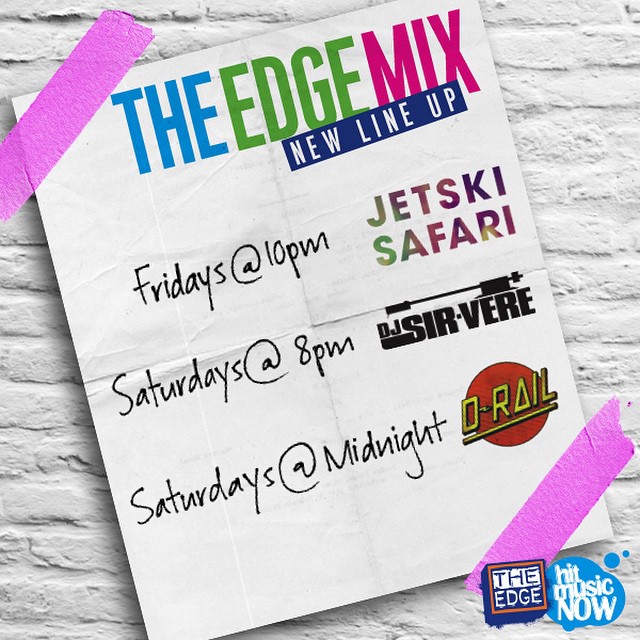 THE EDGE MIX
NEW LINE UP
JETSKI
SAFARI
Fridays @ 10pm
DJ SIR-VERE
Saturdays @ 8pm
D-RAIL
Saturdays @ Midnight
THE
EDGE
hit
music
NOW